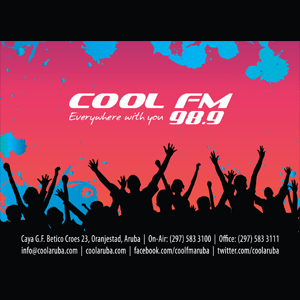 COOL FM
Everywhere with you 98.9
Caya G.F. Betico Croes 23, Oranjestad, Aruba | On-Air: (297) 583 3100 | Office: (297) 583 3111
info@coolaruba.com | coolaruba.com | facebook.com/coolfmaruba | twitter.com/coolaruba